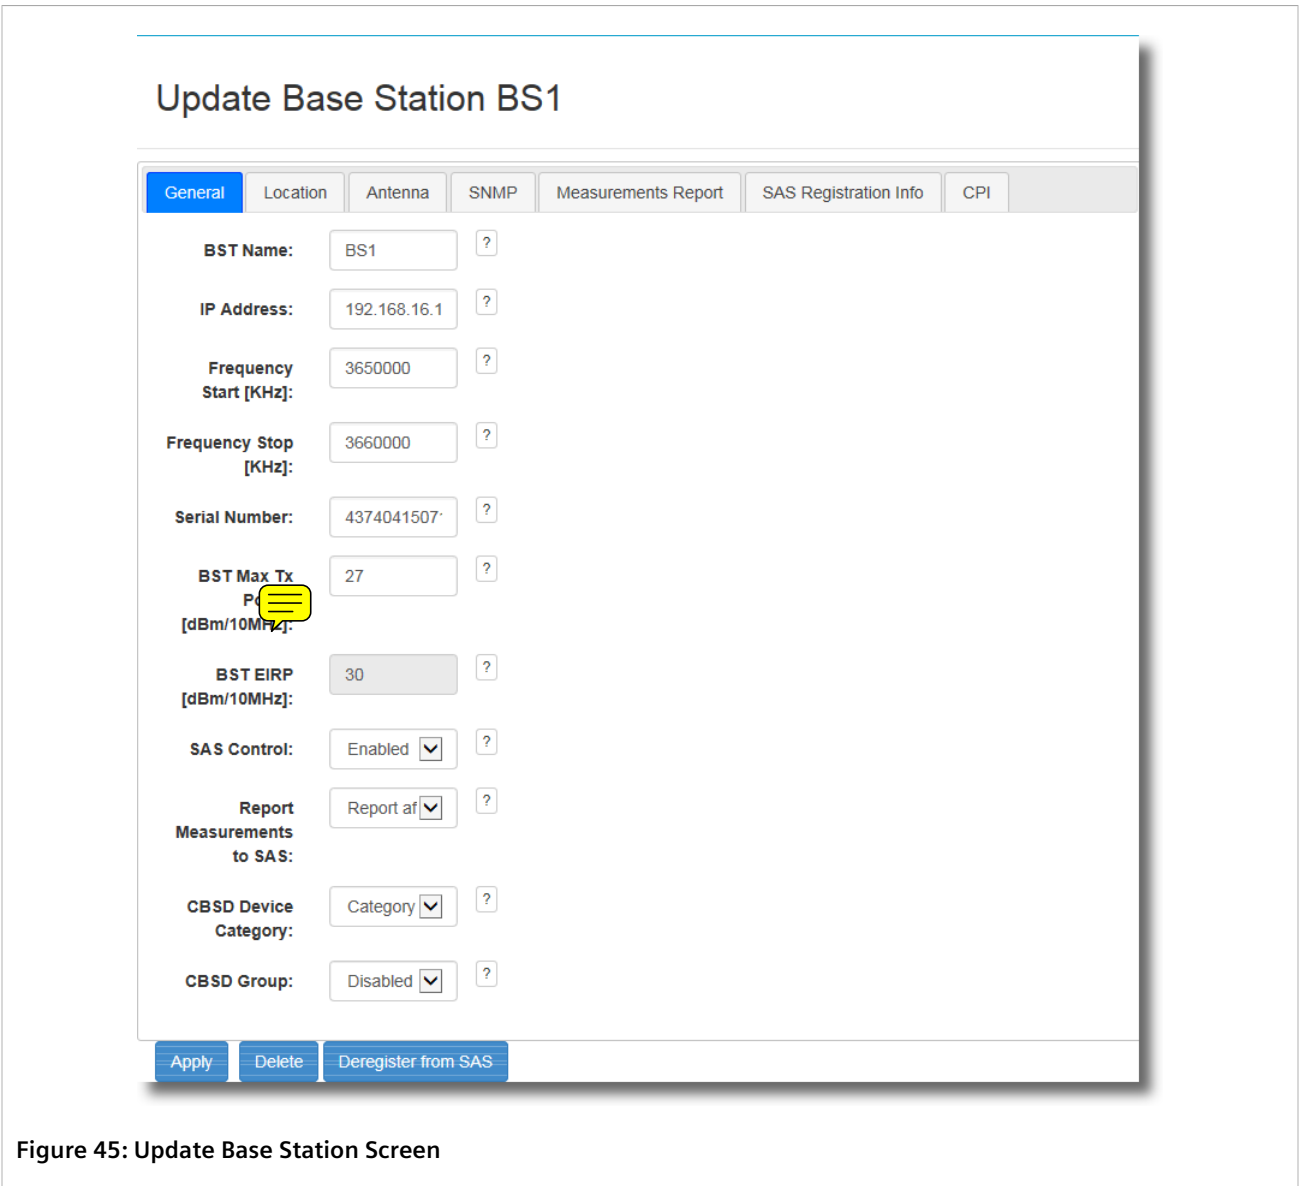 Update Base Station BS1
General Location Antenna SNMP Measurements Report SAS Registration Info CPI
BST Name: BS1 ?
IP Address: 192.168.16.1 ?
Frequency 3650000 ?
Start [KHz]:
Frequency Stop 3660000 ?
[KHz]:
Serial Number: 4374041507 ?
BST Max Tx 27 ?
[dBm/10MHz]:
BST EIRP 30 ?
[dBm/10MHz]:
SAS Control: Enabled ?
Report Report af ?
Measurements
to SAS:
CBSD Device Category ?
Category:
CBSD Group: Disabled ?
Apply Delete Deregister from SAS
Figure 45: Update Base Station Screen